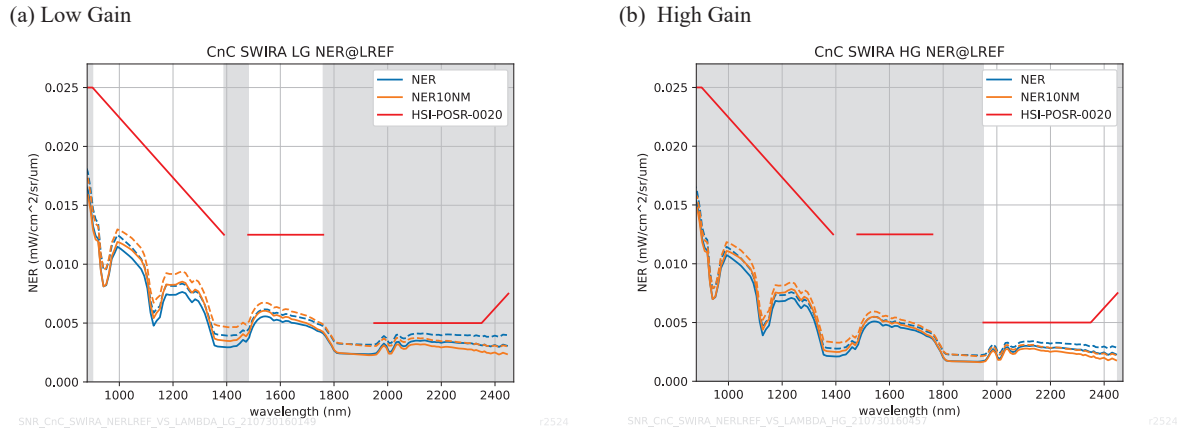 (a) Low Gain
CnC SWIRA LG NER@LREF
NER (mW/cm^2/sr/um)
0.025
0.020
0.015
0.010
0.005
0.000
NER
NER10NM
HSI-POSR-0020
1000 1200 1400 1600 1800 2000 2200 2400
wavelength (nm)
SNR_CnC_SWIRA_NERLREF_VS_LAMBDA_LG_210730160149 r2524
(b) High Gain
CnC SWIRA HG NER@LREF
NER (mW/cm^2/sr/um)
0.025
0.020
0.015
0.010
0.005
0.000
NER
NER10NM
HSI-POSR-0020
1000 1200 1400 1600 1800 2000 2200 2400
wavelength (nm)
SNR_CnC_SWIRA_NERLREF_VS_LAMBDA_HG_210730160457 r2524